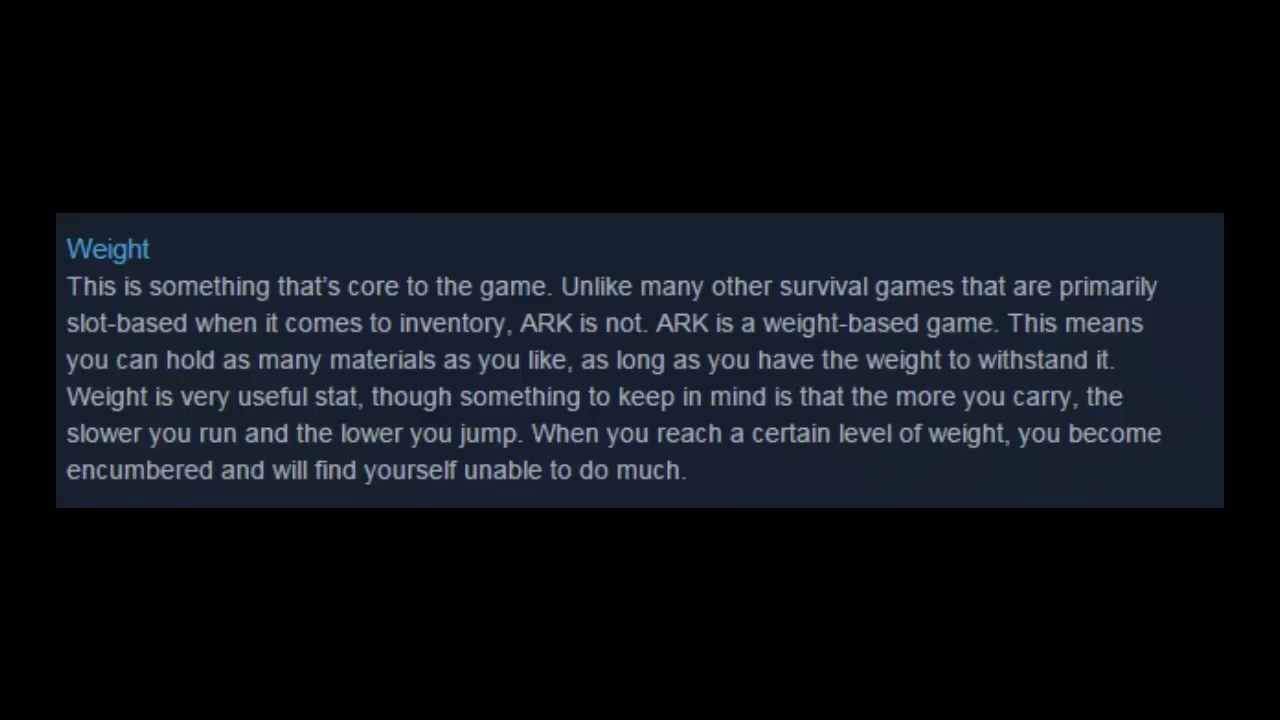 Weight
This is something that's core to the game. Unlike many other survival games that are primarily
slot-based when it comes to inventory, ARK is not. ARK is a weight-based game. This means
you can hold as many materials as you like, as long as you have the weight to withstand it.
Weight is very useful stat, though something to keep in mind is that the more you carry, the
slower you run and the lower you jump. When you reach a certain level of weight, you become
encumbered and will find yourself unable to do much.